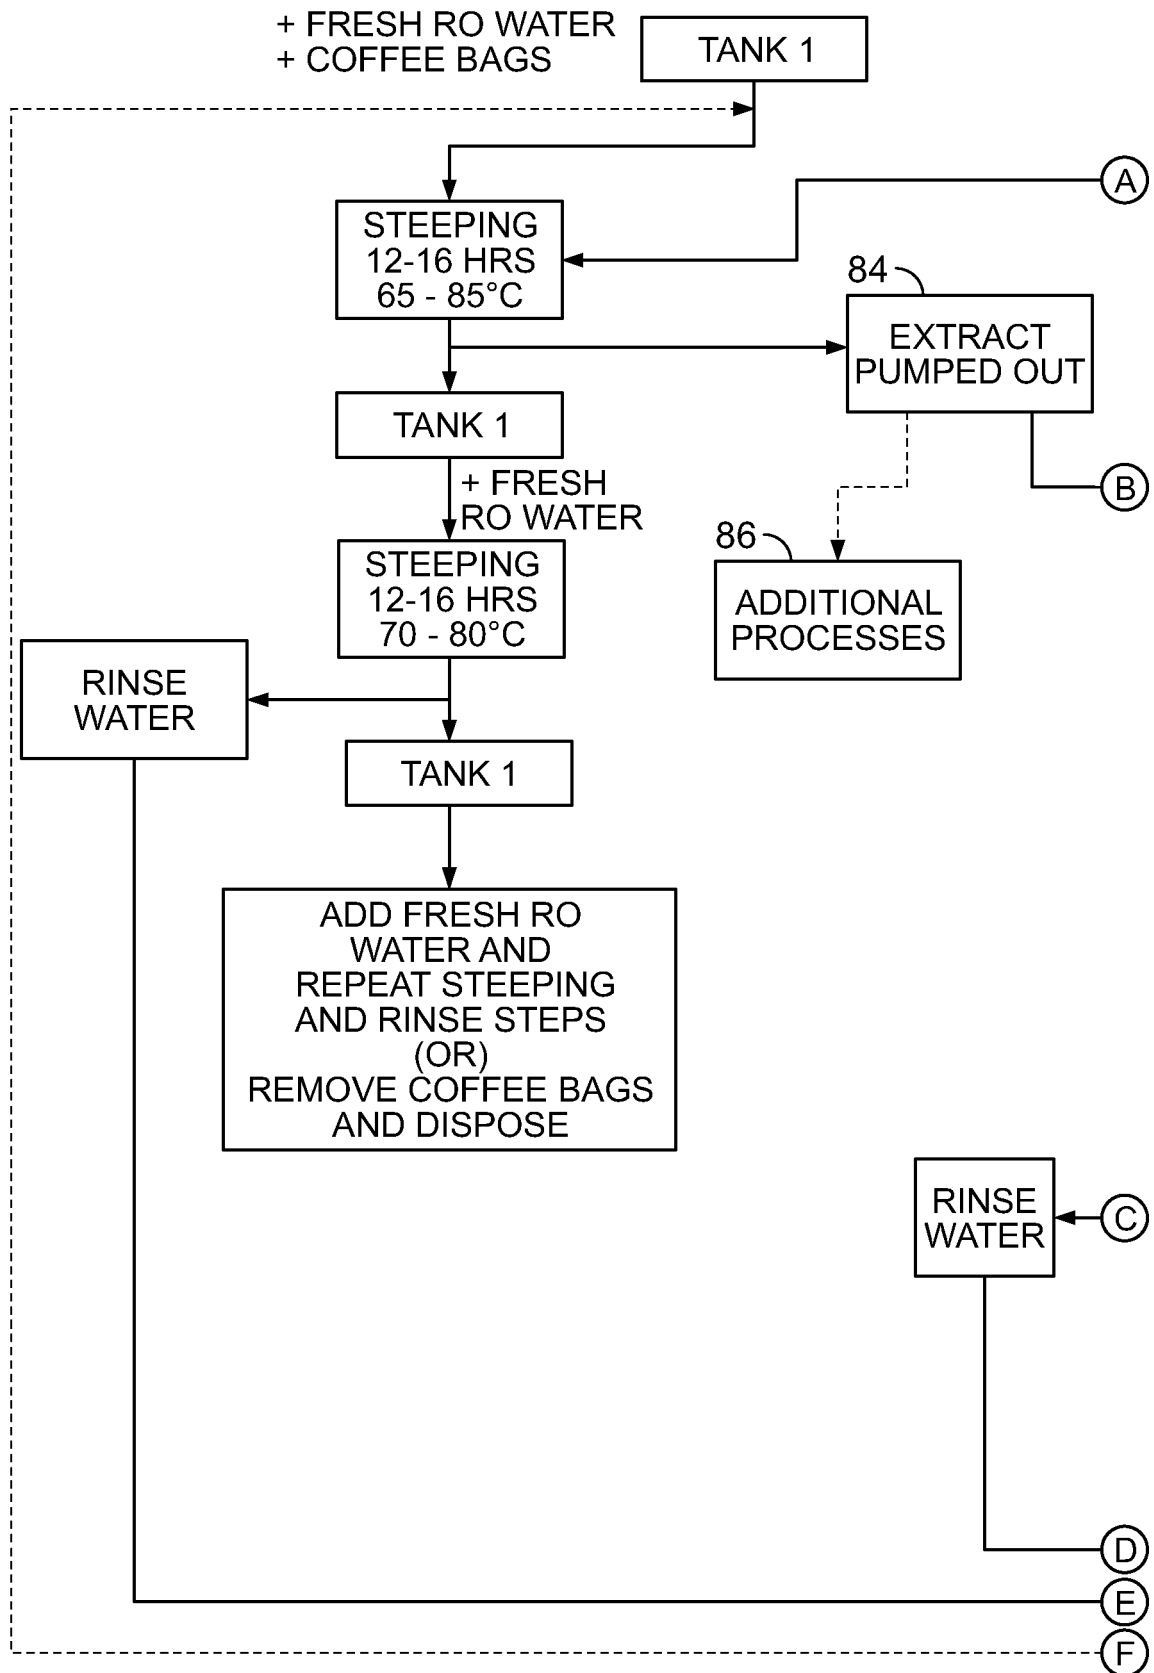 + FRESH RO WATER
+ COFFEE BAGS
TANK 1
A
STEEPING
12-16 HRS
65 - 85°C
84
EXTRACT
PUMPED OUT
TANK 1
B
+ FRESH
RO WATER
86
ADDITIONAL
PROCESSES
STEEPING
12-16 HRS
70 - 80°C
RINSE
WATER
TANK 1
ADD FRESH RO
WATER AND
REPEAT STEEPING
AND RINSE STEPS
(OR)
REMOVE COFFEE BAGS
AND DISPOSE
RINSE
WATER
C
D
E
F